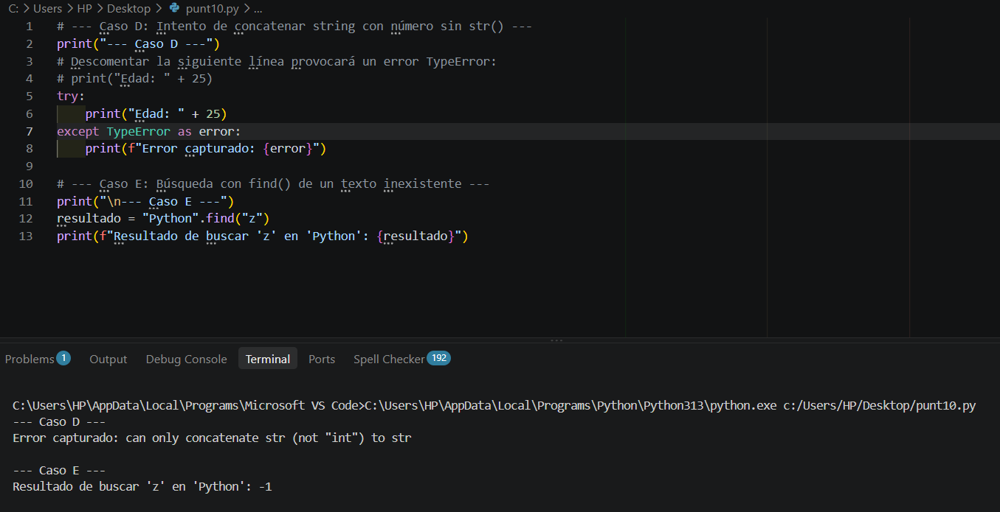 C: > Users > HP > Desktop > punt10.py > ...
1 # --- Caso D: Intento de concatenar string con número sin str() ---
2 print("--- Caso D ---")
3 # Descomentar la siguiente línea provocará un error TypeError:
4 # print("Edad: " + 25)
5 try:
6     print("Edad: " + 25)
7 except TypeError as error:
8     print(f"Error capturado: {error}")
9
10 # --- Caso E: Búsqueda con find() de un texto inexistente ---
11 print("\n--- Caso E ---")
12 resultado = "Python".find("z")
13 print(f"Resultado de buscar 'z' en 'Python': {resultado}")
Problems 1 Output Debug Console Terminal Ports Spell Checker 192
C:\Users\HP\AppData\Local\Programs\Microsoft VS Code>C:\Users\HP\AppData\Local\Programs\Python\Python313\python.exe c:/Users/HP/Desktop/punt10.py
--- Caso D ---
Error capturado: can only concatenate str (not "int") to str
--- Caso E ---
Resultado de buscar 'z' en 'Python': -1